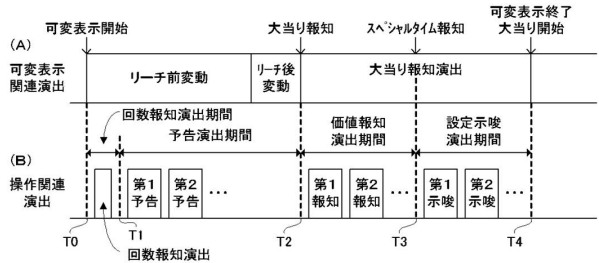 可変表示開始
大当り報知
スペシャルタイム報知
可変表示終了
大当り開始
(A)
可変表示
関連演出
リーチ前変動
リーチ後
変動
大当り報知演出
回数報知演出期間
予告演出期間
価値報知
演出期間
設定示唆
演出期間
(B)
操作関連
演出
第1
予告
第2
予告
…
第1
報知
第2
報知
…
第1
示唆
第2
示唆
…
T0
T1
T2
T3
T4
回数報知演出